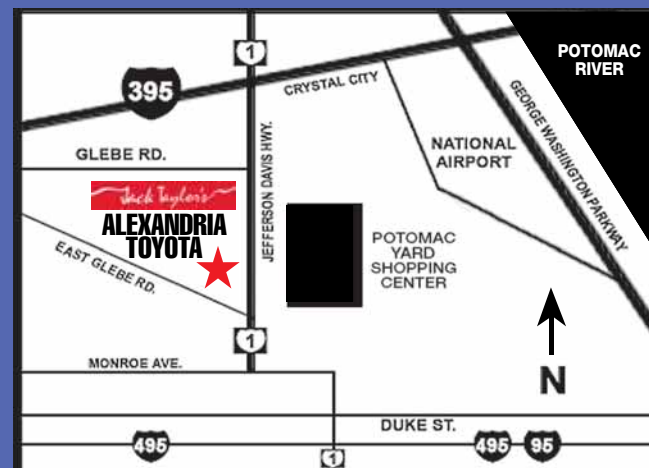 1
POTOMAC
RIVER
395
CRYSTAL CITY
GEORGE WASHINGTON PARKWAY
NATIONAL
AIRPORT
GLEBE RD.
JEFFERSON DAVIS HWY.
Jack Taylor's
ALEXANDRIA
TOYOTA
EAST GLEBE RD.
POTOMAC
YARD
SHOPPING
CENTER
1
MONROE AVE.
N
DUKE ST.
495
1
495
95